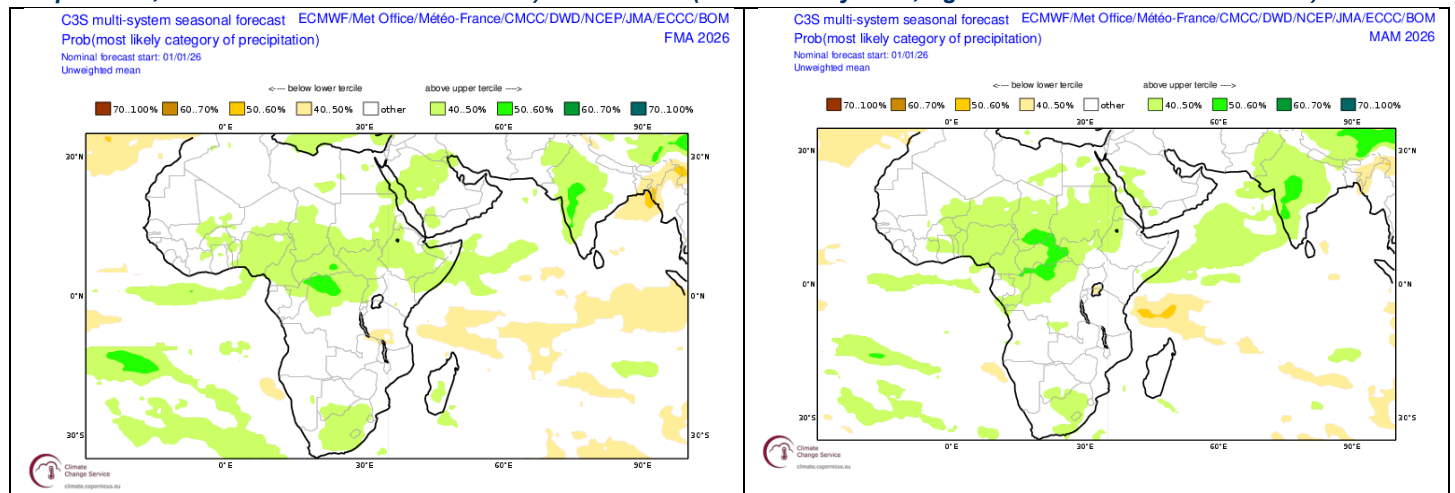 C3S multi-system seasonal forecast ECMWF/Met Office/Météo-France/CMCC/DWD/NCEP/JMA/ECCC/BOM
Prob(most likely category of precipitation) FMA 2026
Nominal forecast start: 01/01/26
Unweighted mean
<---- below lower tercile above upper tercile ---->
70..100% 60..70% 50..60% 40..50% other 40..50% 50..60% 60..70% 70..100%
0°E 30°E 60°E 90°E
30°N 30°N
0°N 0°N
30°S 30°S
0°E 30°E 60°E 90°E
Climate
Change Service
climate.copernicus.eu
C3S multi-system seasonal forecast ECMWF/Met Office/Météo-France/CMCC/DWD/NCEP/JMA/ECCC/BOM
Prob(most likely category of precipitation) MAM 2026
Nominal forecast start: 01/01/26
Unweighted mean
<---- below lower tercile above upper tercile ---->
70..100% 60..70% 50..60% 40..50% other 40..50% 50..60% 60..70% 70..100%
0°E 30°E 60°E 90°E
30°N 30°N
0°N 0°N
30°S 30°S
0°E 30°E 60°E 90°E
Climate
Change Service
climate.copernicus.eu